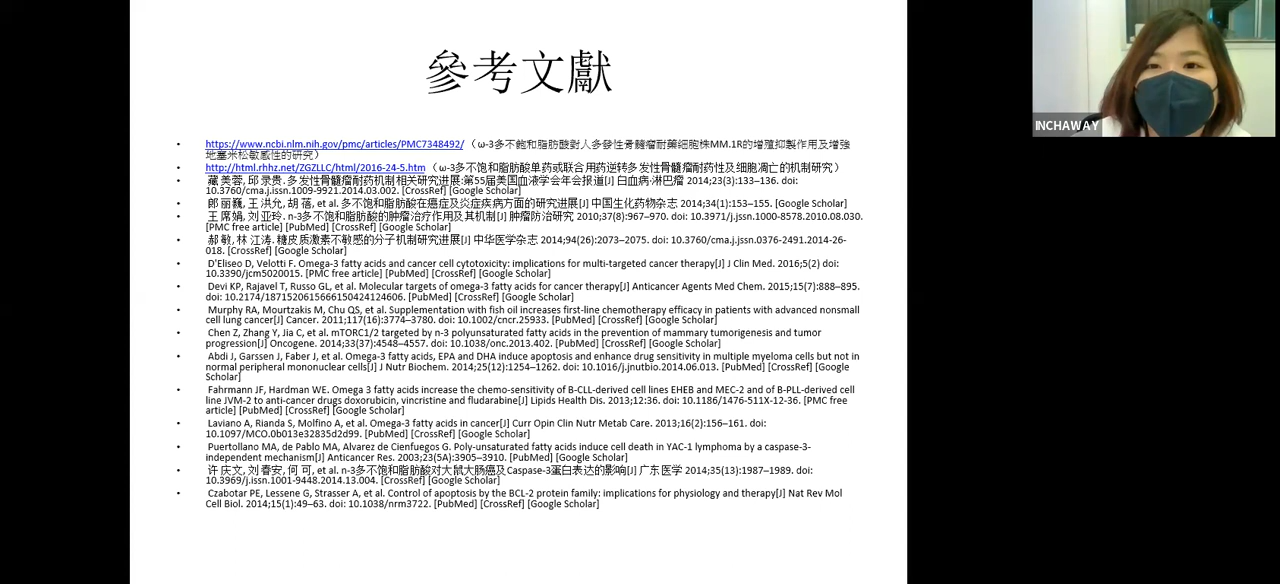 參考文獻
• https://www.ncbi.nlm.nih.gov/pmc/articles/PMC7348492/ （ω-3多不飽和脂肪酸對人多發性骨髓瘤耐藥細胞株MM.1R的增殖抑製作用及增強
地塞米松敏感性的研究）
• http://html.rhhz.net/ZGZLLC/html/2016-24-5.htm （ω-3多不饱和脂肪酸单药或联合用药逆转多发性骨髓瘤耐药性及细胞凋亡的机制研究）
• 藏 美蓉, 邱 录贵. 多发性骨髓瘤耐药机制相关研究进展:第55届美国血液学会年会报道[J] 白血病·淋巴瘤 2014;23(3):133–136. doi:
10.3760/cma.j.issn.1009-9921.2014.03.002. [CrossRef] [Google Scholar]
• 郎 丽巍, 王 洪允, 胡 蓓, et al. 多不饱和脂肪酸在癌症及炎症疾病方面的研究进展[J] 中国生化药物杂志 2014;34(1):153–155. [Google Scholar]
• 王 席娟, 刘 亚玲. n-3多不饱和脂肪酸的肿瘤治疗作用及其机制[J] 肿瘤防治研究 2010;37(8):967–970. doi: 10.3971/j.jssn.1000-8578.2010.08.030.
[PMC free article] [PubMed] [CrossRef] [Google Scholar]
• 郝 敏, 林 江涛. 糖皮质激素不敏感的分子机制研究进展[J] 中华医学杂志 2014;94(26):2073–2075. doi: 10.3760/cma.j.jssn.0376-2491.2014-26-
018. [CrossRef] [Google Scholar]
• D'Eliseo D, Velotti F. Omega-3 fatty acids and cancer cell cytotoxicity: implications for multi-targeted cancer therapy[J] J Clin Med. 2016;5(2) doi:
10.3390/jcm5020015. [PMC free article] [PubMed] [CrossRef] [Google Scholar]
• Devi KP, Rajavel T, Russo GL, et al. Molecular targets of omega-3 fatty acids for cancer therapy[J] Anticancer Agents Med Chem. 2015;15(7):888–895.
doi: 10.2174/1871520615666150424124606. [PubMed] [CrossRef] [Google Scholar]
• Murphy RA, Mourtzakis M, Chu QS, et al. Supplementation with fish oil increases first-line chemotherapy efficacy in patients with advanced nonsmall
cell lung cancer[J] Cancer. 2011;117(16):3774–3780. doi: 10.1002/cncr.25933. [PubMed] [CrossRef] [Google Scholar]
• Chen Z, Zhang Y, Jia C, et al. mTORC1/2 targeted by n-3 polyunsaturated fatty acids in the prevention of mammary tumorigenesis and tumor
progression[J] Oncogene. 2014;33(37):4548–4557. doi: 10.1038/onc.2013.402. [PubMed] [CrossRef] [Google Scholar]
• Abdi J, Garssen J, Faber J, et al. Omega-3 fatty acids, EPA and DHA induce apoptosis and enhance drug sensitivity in multiple myeloma cells but not in
normal peripheral mononuclear cells[J] J Nutr Biochem. 2014;25(12):1254–1262. doi: 10.1016/j.jnutbio.2014.06.013. [PubMed] [CrossRef] [Google
Scholar]
• Fahrmann JF, Hardman WE. Omega 3 fatty acids increase the chemo-sensitivity of B-CLL-derived cell lines EHEB and MEC-2 and of B-PLL-derived cell
line JVM-2 to anti-cancer drugs doxorubicin, vincristine and fludarabine[J] Lipids Health Dis. 2013;12:36. doi: 10.1186/1476-511X-12-36. [PMC free
article] [PubMed] [CrossRef] [Google Scholar]
• Laviano A, Rianda S, Molfino A, et al. Omega-3 fatty acids in cancer[J] Curr Opin Clin Nutr Metab Care. 2013;16(2):156–161. doi:
10.1097/MCO.0b013e32835d2d99. [PubMed] [CrossRef] [Google Scholar]
• Puertollano MA, de Pablo MA, Alvarez de Cienfuegos G. Poly-unsaturated fatty acids induce cell death in YAC-1 lymphoma by a caspase-3-
independent mechanism[J] Anticancer Res. 2003;23(5A):3905–3910. [PubMed] [Google Scholar]
• 许 庆文, 刘 春安, 何 可, et al. n-3多不饱和脂肪酸对大鼠大肠癌及Caspase-3蛋白表达的影响[J] 广东医学 2014;35(13):1987–1989. doi:
10.3969/j.issn.1001-9448.2014.13.004. [CrossRef] [Google Scholar]
• Czabotar PE, Lessene G, Strasser A, et al. Control of apoptosis by the BCL-2 protein family: implications for physiology and therapy[J] Nat Rev Mol
Cell Biol. 2014;15(1):49–63. doi: 10.1038/nrm3722. [PubMed] [CrossRef] [Google Scholar]
INCHAWAY